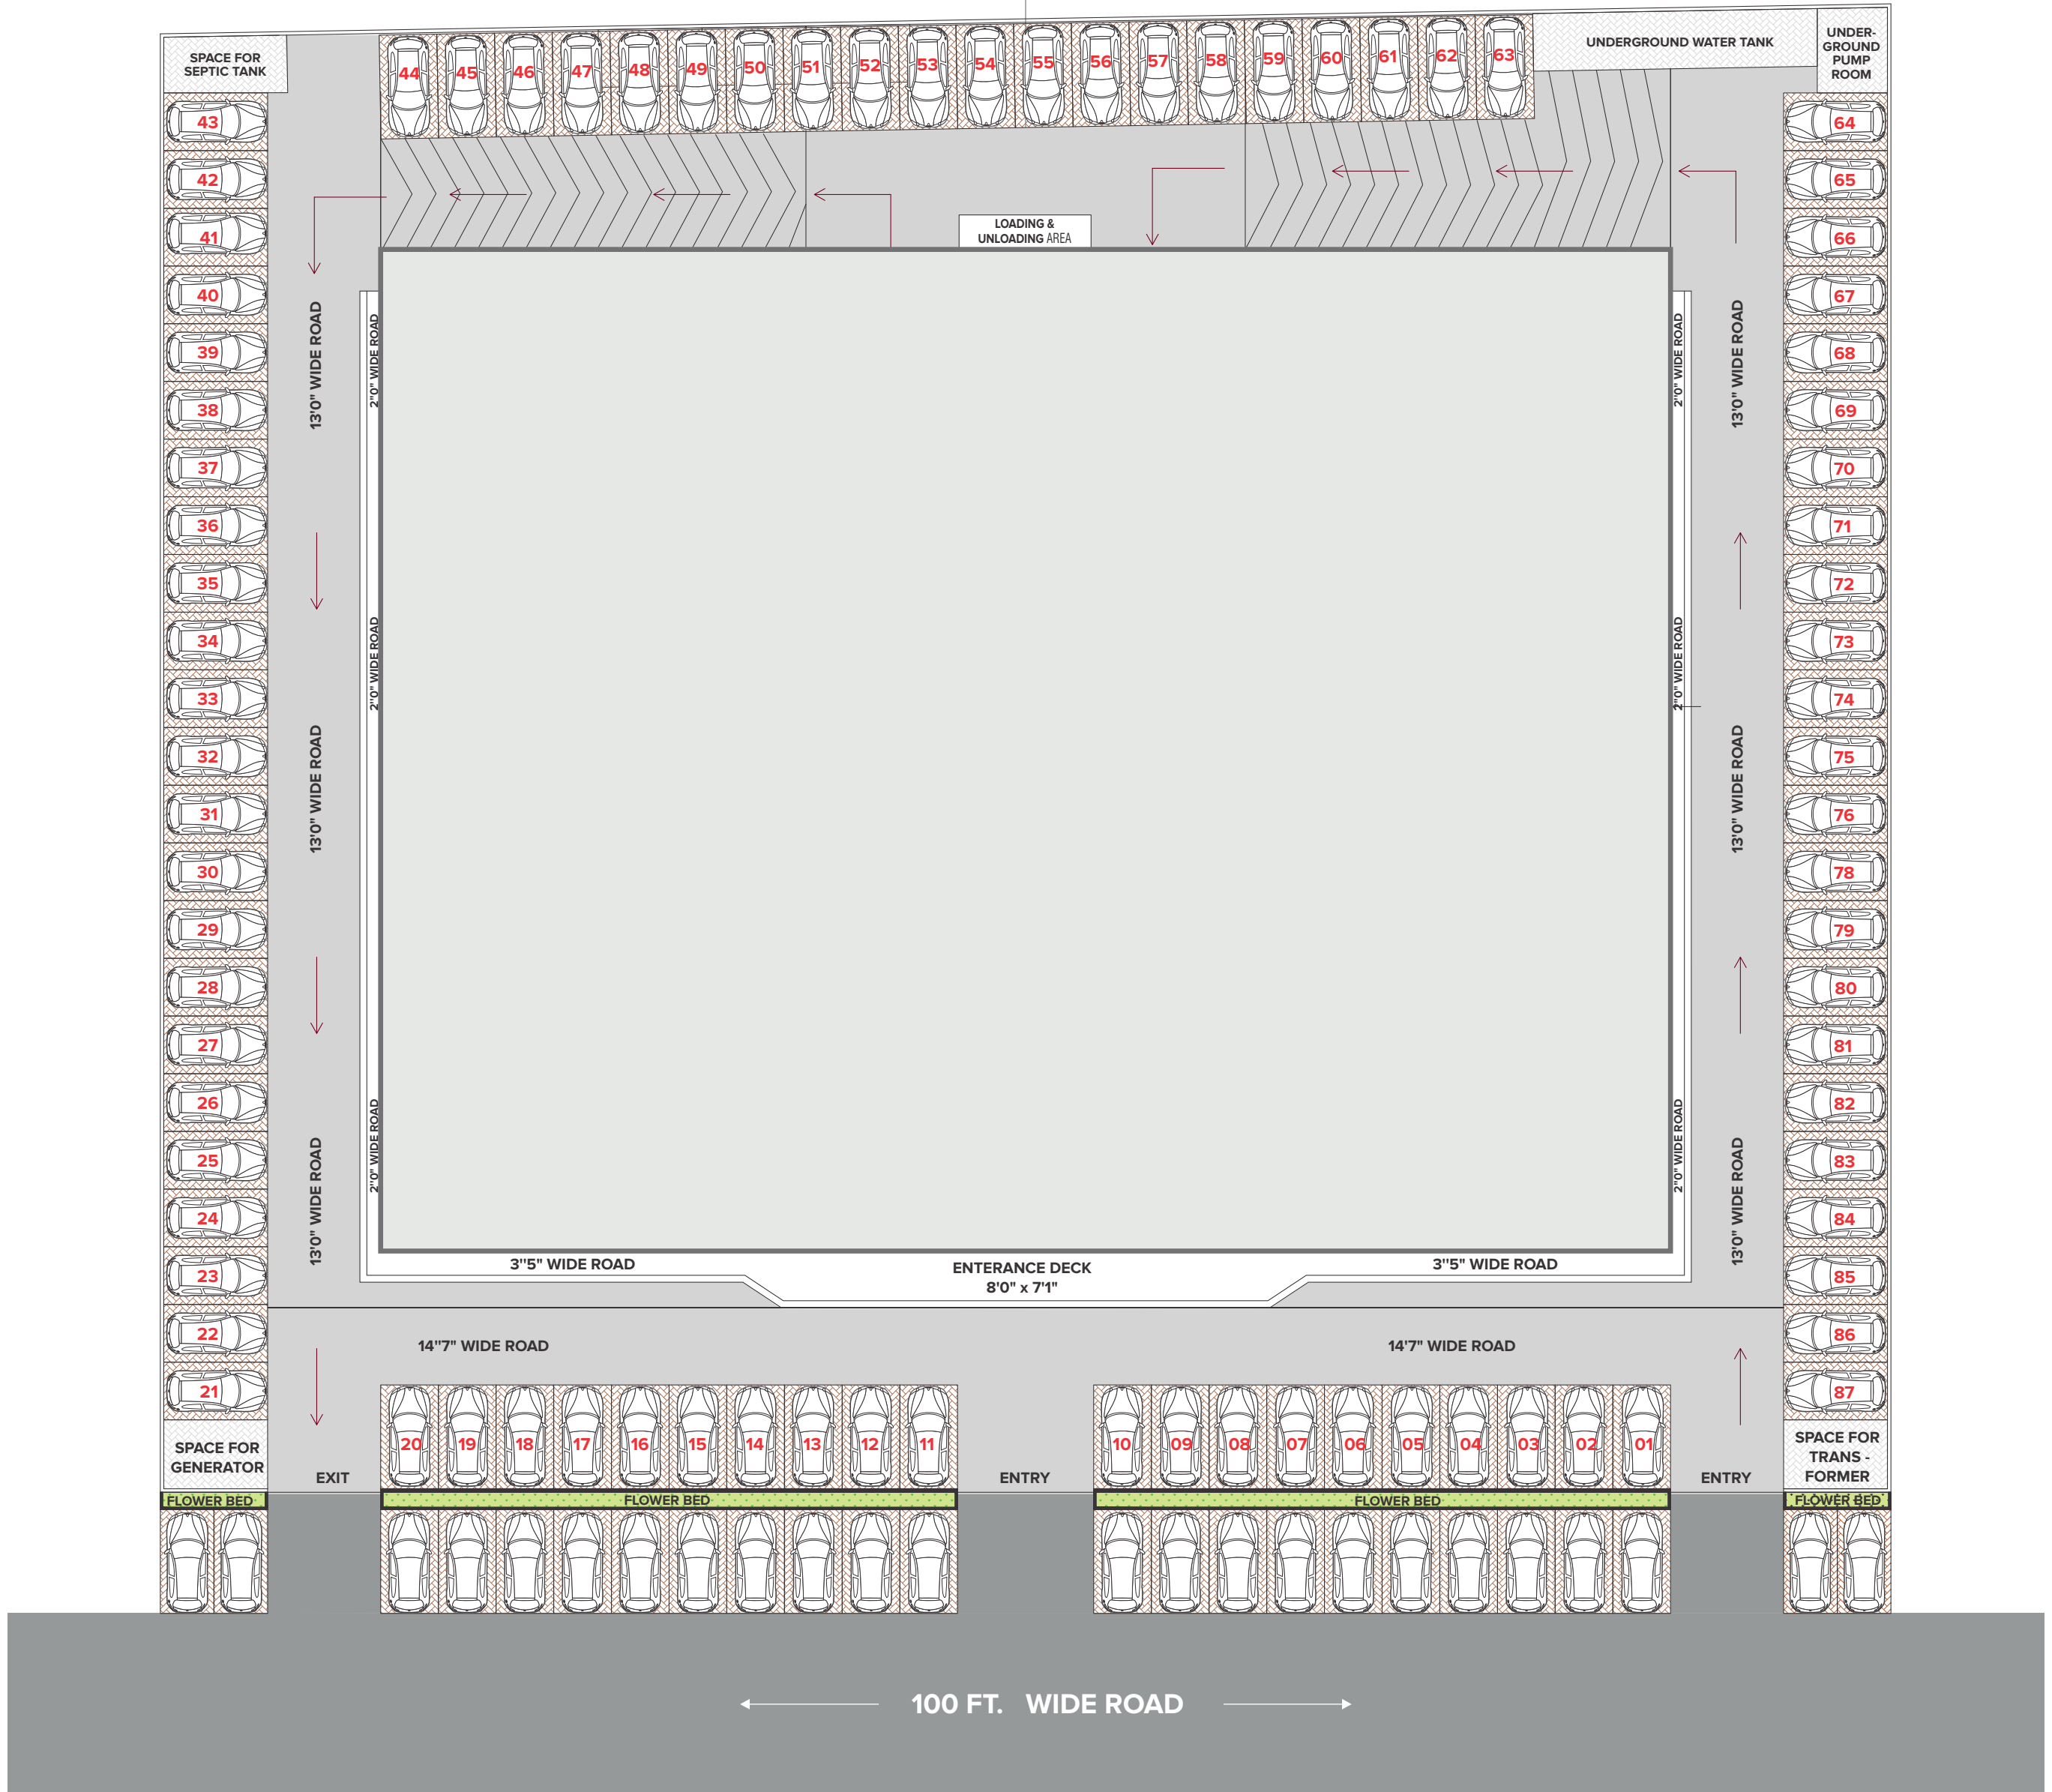 SPACE FOR
SEPTIC TANK
44
45
46
47
48
49
50
51
52
53
54
55
56
57
58
59
60
61
62
63
UNDERGROUND WATER TANK
UNDER-
GROUND
PUMP
ROOM
43
42
41
40
39
38
37
36
35
34
33
32
31
30
29
28
27
26
25
24
23
22
21
13'0" WIDE ROAD
13'0" WIDE ROAD
13'0" WIDE ROAD
2"0" WIDE ROAD
2"0" WIDE ROAD
2"0" WIDE ROAD
LOADING &
UNLOADING AREA
2"0" WIDE ROAD
2"0" WIDE ROAD
2"0" WIDE ROAD
13'0" WIDE ROAD
13'0" WIDE ROAD
13'0" WIDE ROAD
64
65
66
67
68
69
70
71
72
73
74
75
76
78
79
80
81
82
83
84
85
86
87
3"5" WIDE ROAD
ENTERANCE DECK
8'0" x 7'1"
3"5" WIDE ROAD
14"7" WIDE ROAD
14'7" WIDE ROAD
SPACE FOR
GENERATOR
EXIT
20
19
18
17
16
15
14
13
12
11
ENTRY
10
09
08
07
06
05
04
03
02
01
ENTRY
SPACE FOR
TRANS -
FORMER
FLOWER BED
FLOWER BED
FLOWER BED
FLOWER BED
100 FT. WIDE ROAD